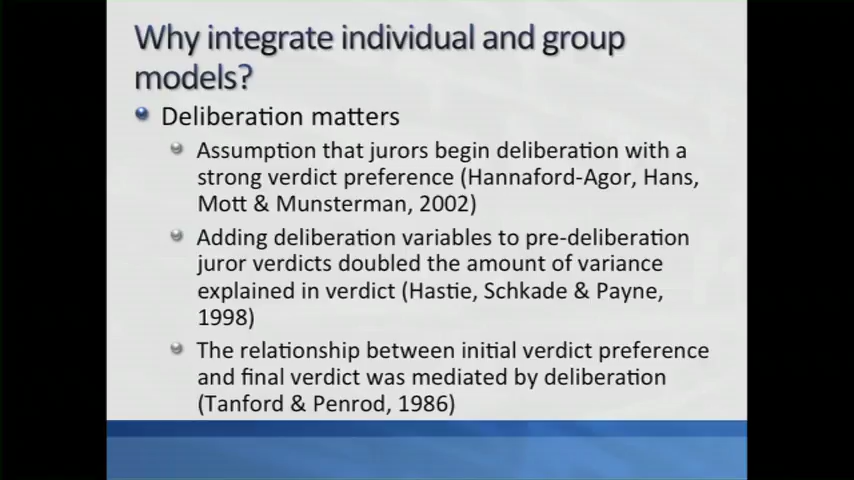 Why integrate individual and group
models?
Deliberation matters
Assumption that jurors begin deliberation with a
strong verdict preference (Hannaford-Agor, Hans,
Mott & Munsterman, 2002)
Adding deliberation variables to pre-deliberation
juror verdicts doubled the amount of variance
explained in verdict (Hastie, Schkade & Payne,
1998)
The relationship between initial verdict preference
and final verdict was mediated by deliberation
(Tanford & Penrod, 1986)